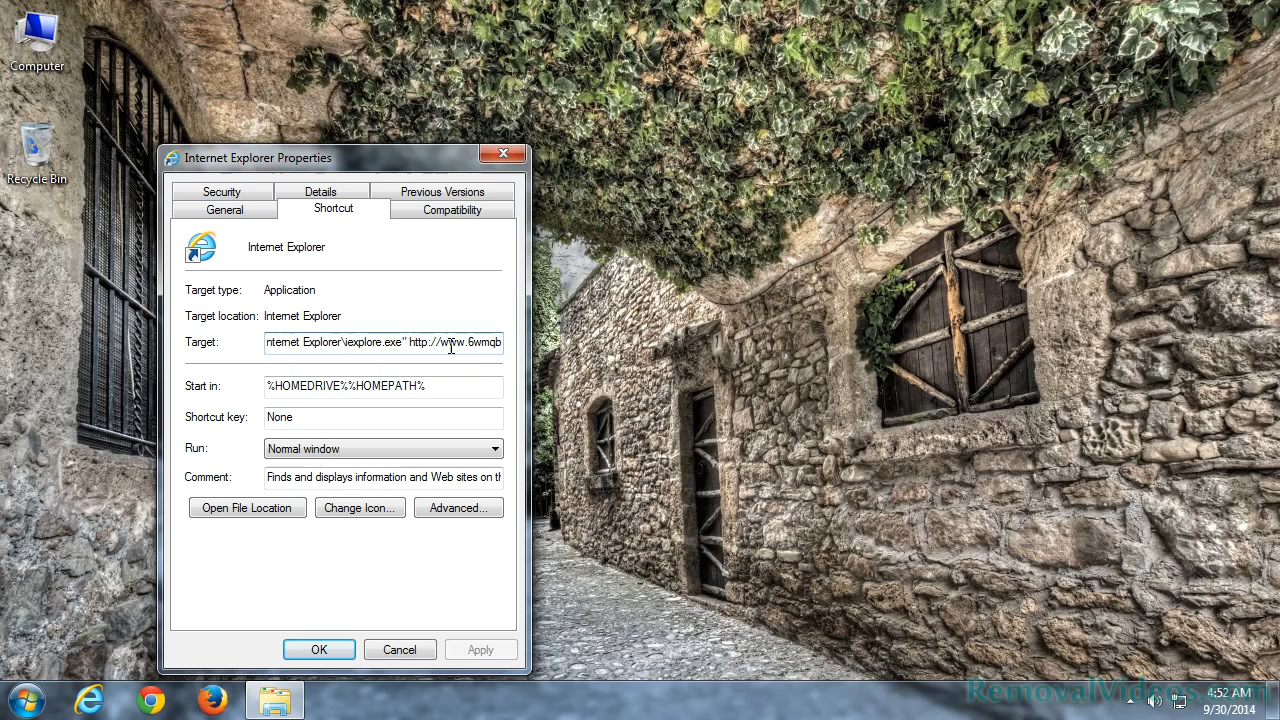 Computer
Recycle Bin
Internet Explorer Properties
Security Details Previous Versions
General Shortcut Compatibility
Internet Explorer
Target type: Application
Target location: Internet Explorer
Target: nternet Explorer\iexplore.exe" http://www.6wmqb
Start in: %HOMEDRIVE%%HOMEPATH%
Shortcut key: None
Run: Normal window
Comment: Finds and displays information and Web sites on th
Open File Location Change Icon... Advanced...
OK Cancel Apply
RemovalVideos.com
4:52 AM
9/30/2014